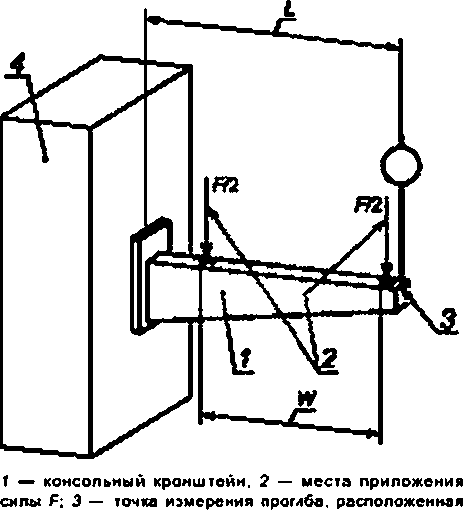 L
4
F/2
F/2
3
1
2
W
1 — консольный кронштейн, 2 — места приложения
силы F; 3 — точка измерения прогиба, расположенная